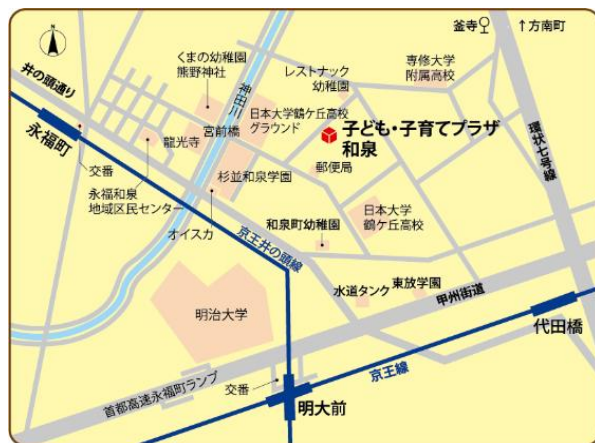 釜寺
↑方南町
くまの幼稚園
熊野神社
レストナック
幼稚園
専修大学
附属高校
井の頭通り
神田川
環状七号線
日本大学鶴ケ丘高校
グラウンド
子ども・子育てプラザ
和泉
永福町
龍光寺
宮前橋
郵便局
交番
永福和泉
地域区民センター
杉並和泉学園
オイスカ
和泉町幼稚園
日本大学
鶴ケ丘高校
京王井の頭線
水道タンク
東放学園
甲州街道
明治大学
代田橋
首都高速永福町ランプ
交番
京王線
明大前